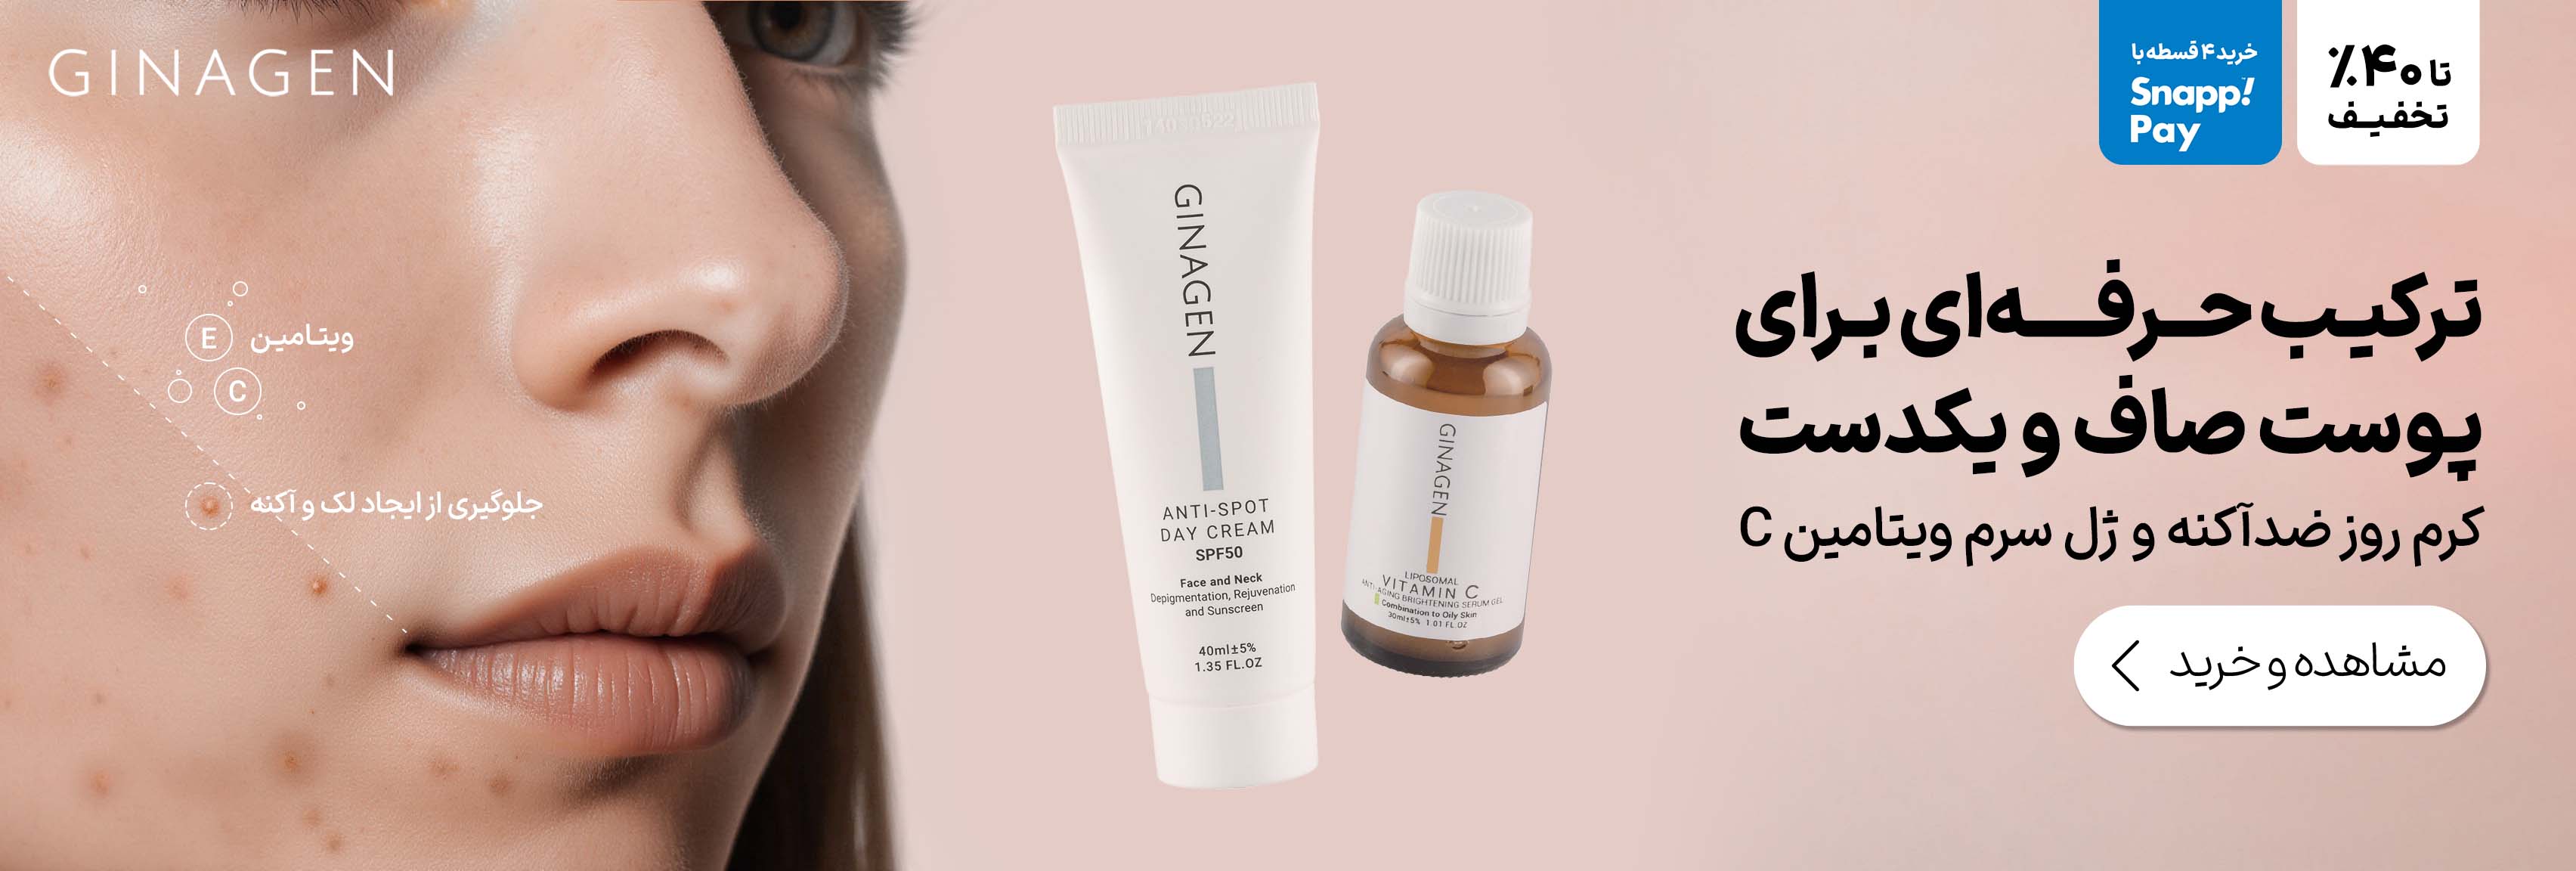 GINAGEN
تا ۴۰٪
تخفیف
خرید ۴ قسطه با
Snapp!
Pay
ترکیب حرفه‌ای برای
پوست صاف و یکدست
کرم روز ضدآکنه و ژل سرم ویتامین C
مشاهده و خرید
GINAGEN
ANTI-SPOT
DAY CREAM
SPF50
Face and Neck
Depigmentation, Rejuvenation
and Sunscreen
40ml±5%
1.35 FL.OZ
GINAGEN
LIPOSOMAL
VITAMIN C
ANTI-AGING BRIGHTENING SERUM GEL
Combination to Oily Skin
30ml±5% 1.01 FL.OZ
ویتامین E
C
جلوگیری از ایجاد لک و آکنه